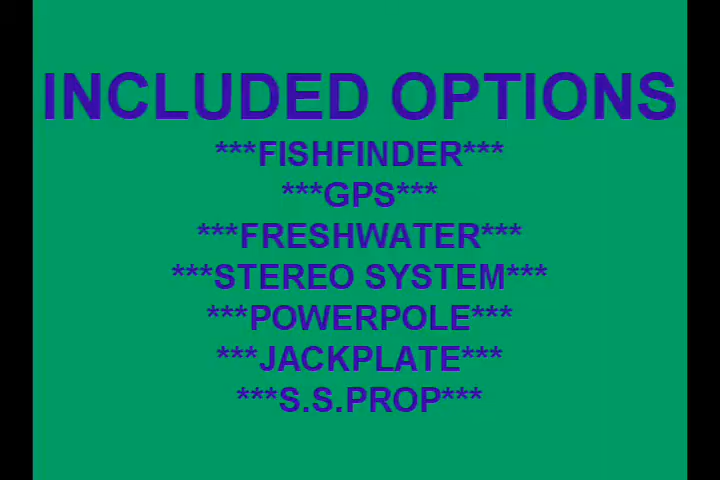 INCLUDED OPTIONS
***FISHFINDER***
***GPS***
***FRESHWATER***
***STEREO SYSTEM***
***POWERPOLE***
***JACKPLATE***
***S.S.PROP***